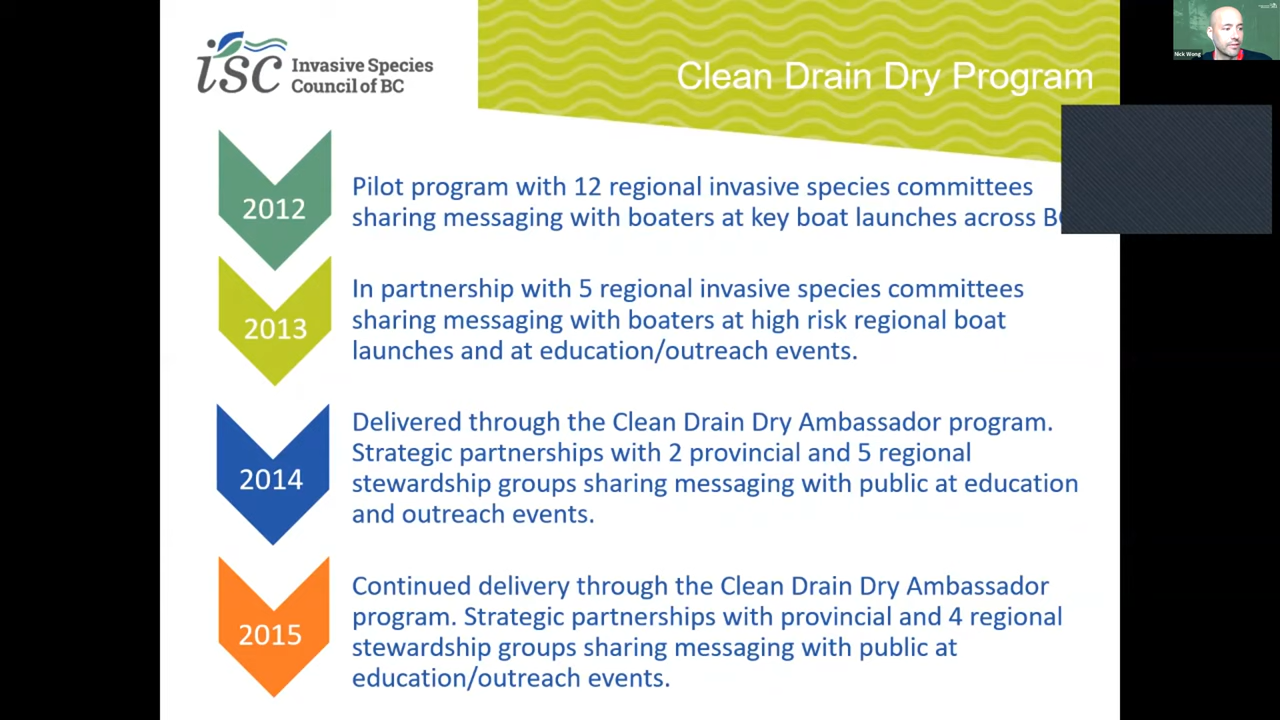 isc Invasive Species
Council of BC
Clean Drain Dry Program
Nick Wong
2012
Pilot program with 12 regional invasive species committees
sharing messaging with boaters at key boat launches across
2013
In partnership with 5 regional invasive species committees
sharing messaging with boaters at high risk regional boat
launches and at education/outreach events.
2014
Delivered through the Clean Drain Dry Ambassador program.
Strategic partnerships with 2 provincial and 5 regional
stewardship groups sharing messaging with public at education
and outreach events.
2015
Continued delivery through the Clean Drain Dry Ambassador
program. Strategic partnerships with provincial and 4 regional
stewardship groups sharing messaging with public at
education/outreach events.